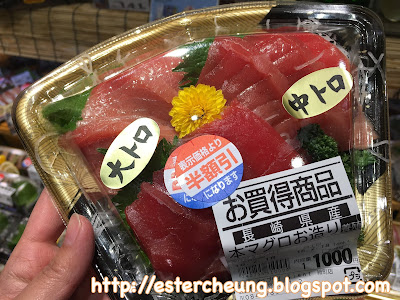 大トロ
中トロ
表示価格より
半額引
になります
お買得商品
長崎県産
本マグロお造り
1000
プラ
http://estercheung.blogspot.com/